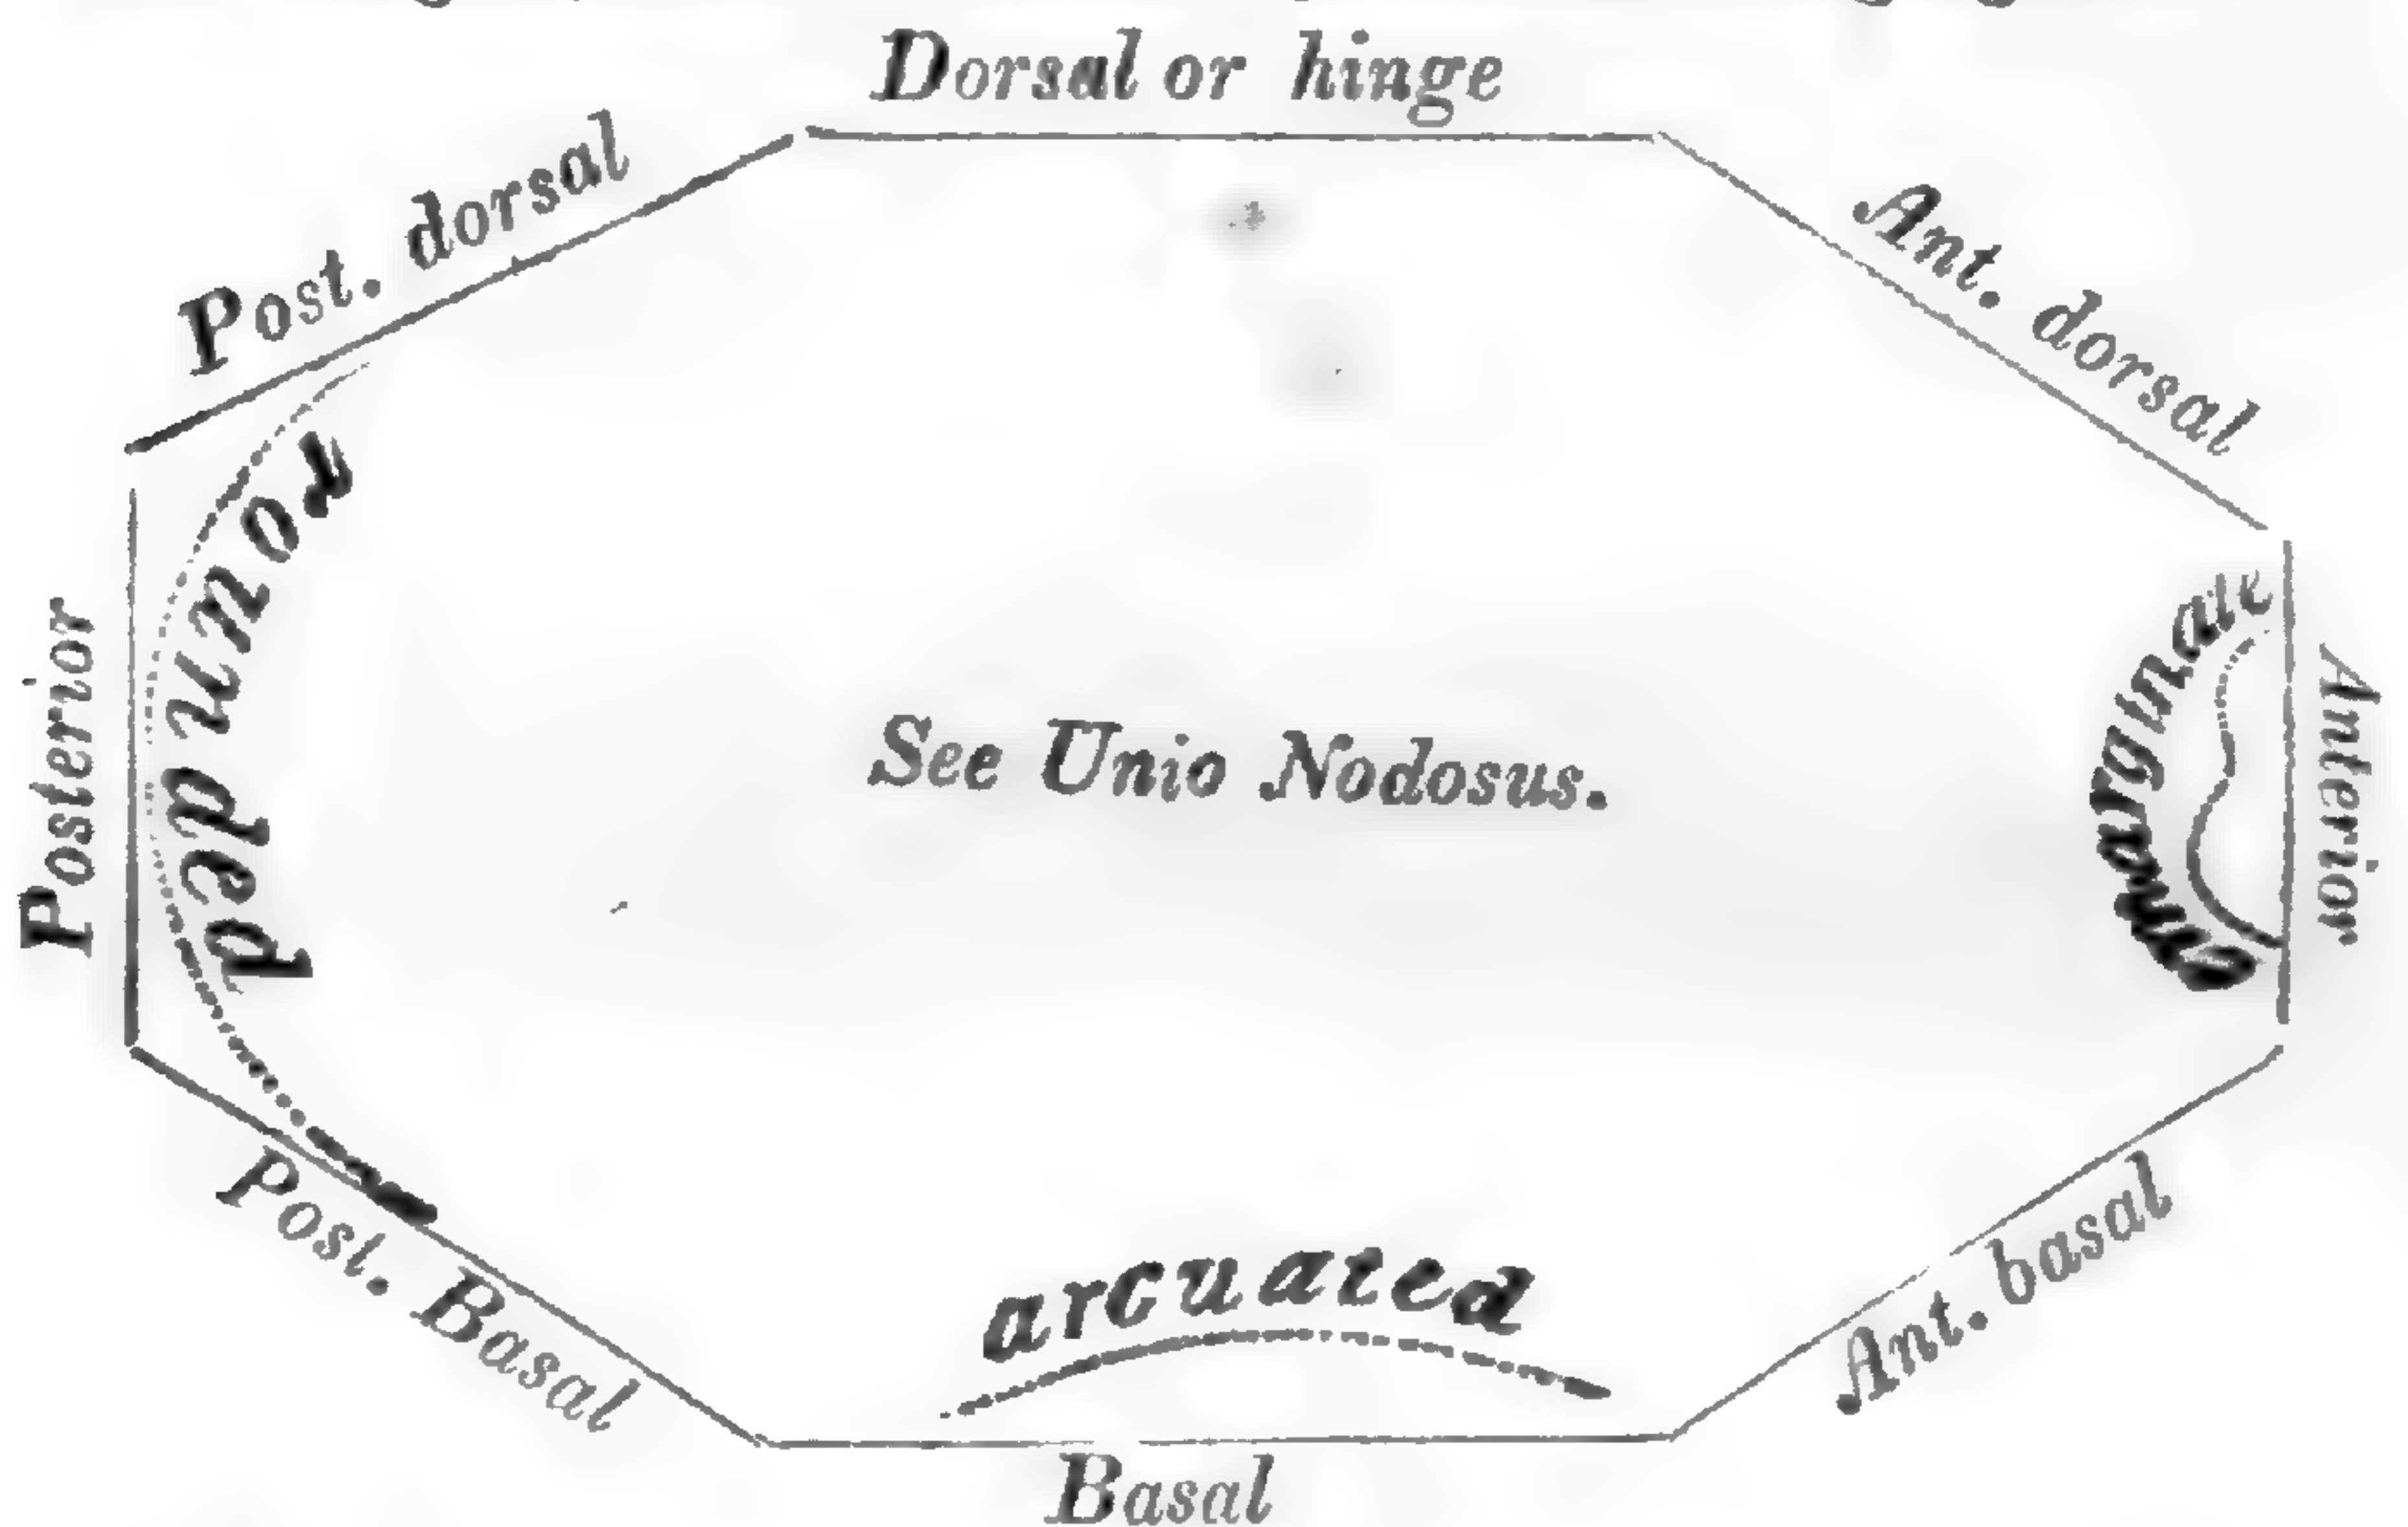 Dorsal or hinge
Post. dorsal
Ant. dorsal
rounded
Posterior
See Unio Nodosus.
emarginate
Anterior
Post. Basal
arcuated
Ant. basal
Basal